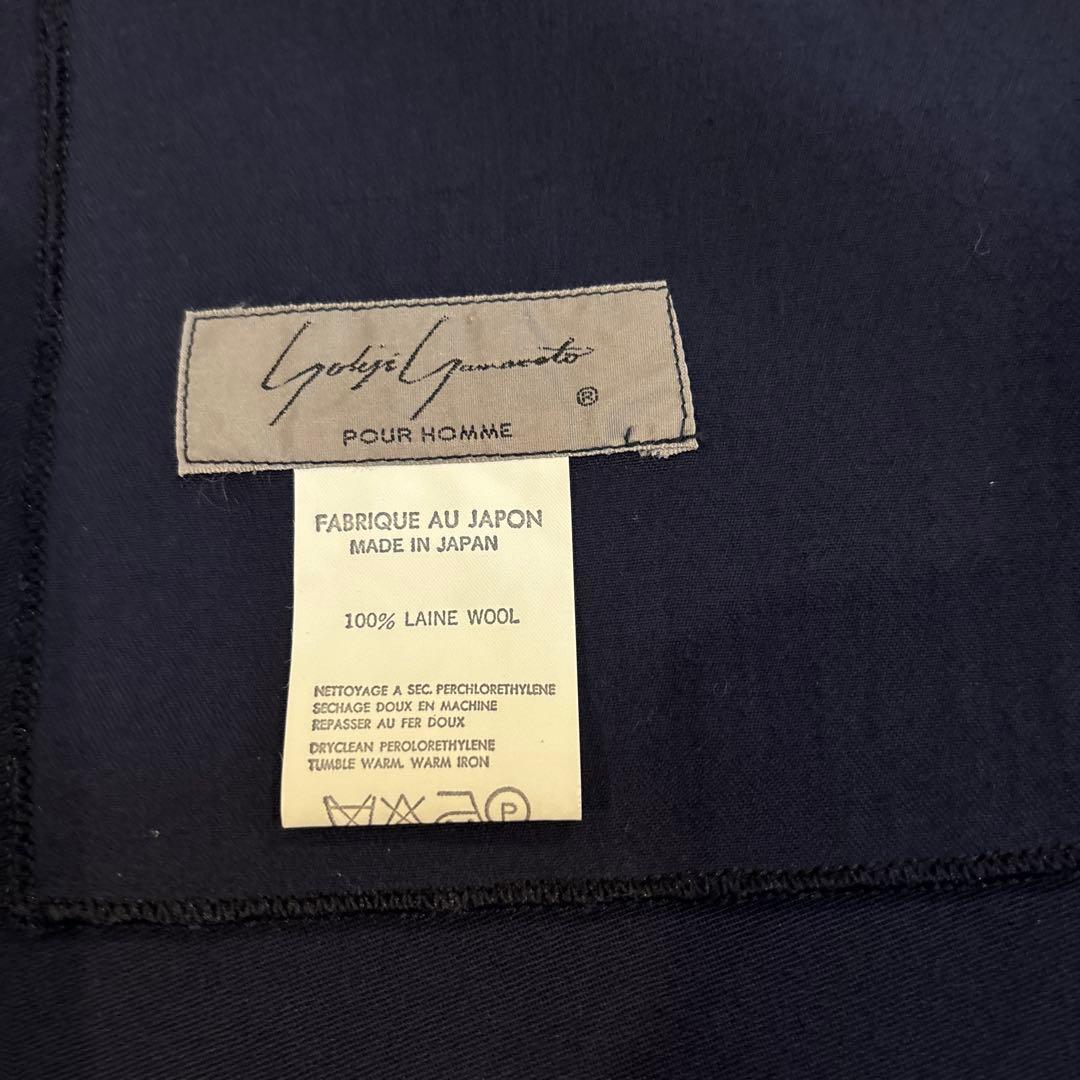 Yohji Yamamoto
®
POUR HOMME
FABRIQUE AU JAPON
MADE IN JAPAN
100% LAINE WOOL
NETTOYAGE A SEC. PERCHLORETHYLENE
SECHAGE DOUX EN MACHINE
REPASSER AU FER DOUX
DRYCLEAN PEROLORETHYLENE
TUMBLE WARM. WARM IRON
P